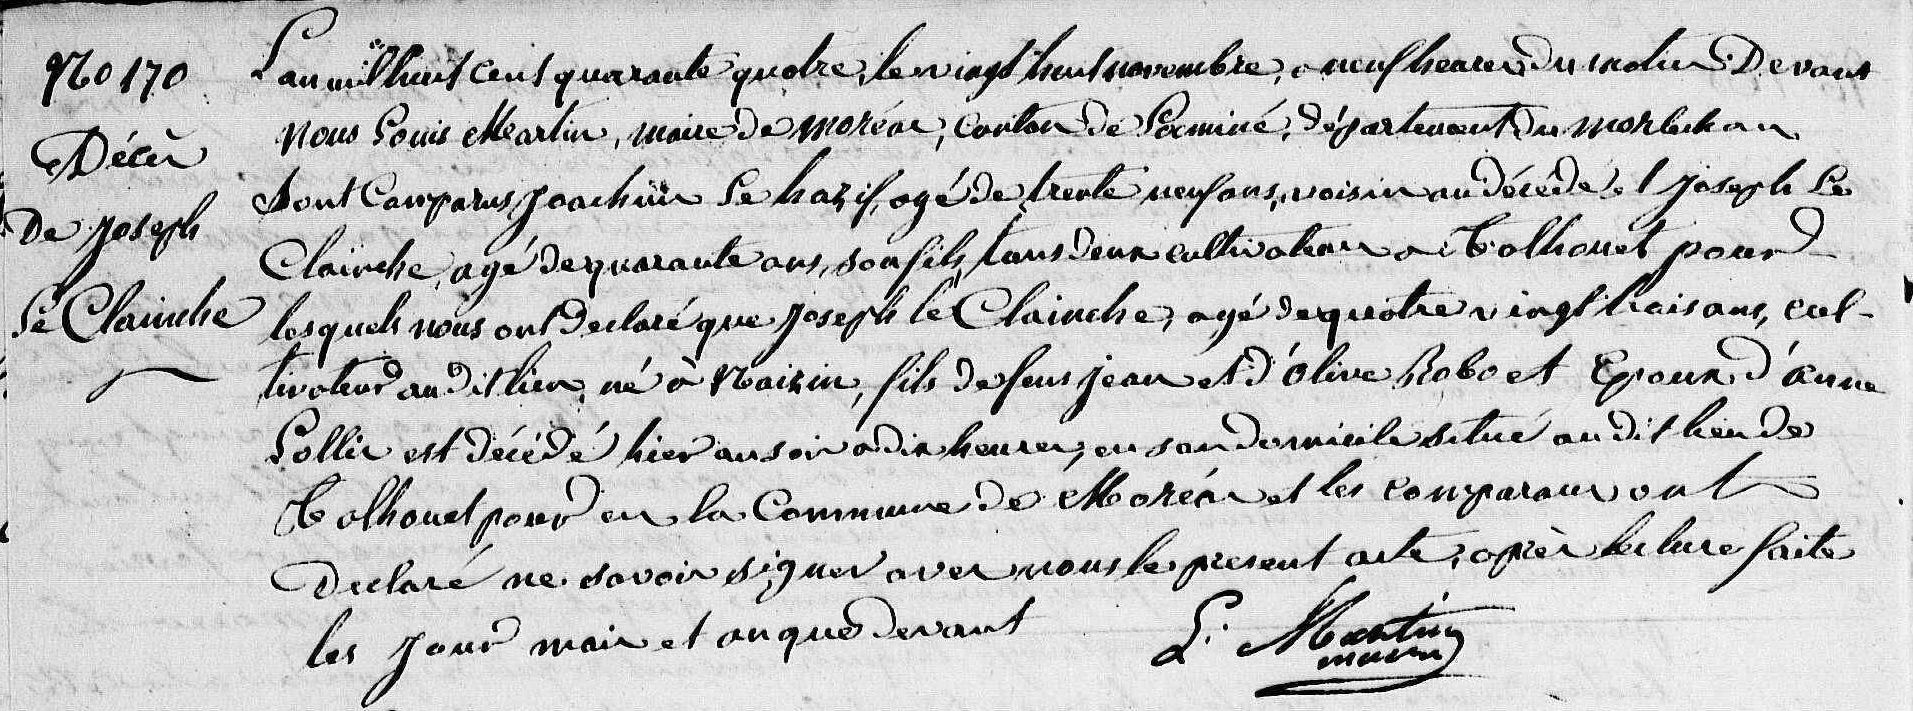 No 170
Décès
De Joseph
Le Clainche
L'an mil huit cent quarante quatre, le vingt huit novembre, a neuf heures du matin Devant
Nous Louis Martin, maire de moréac, canton de Locminé, département du morbihan
Sont Comparus Joachim Le hazif, agé de trente neuf ans, voisin au décédé et Joseph Le
Clainche, agé de quarante ans, son fils, tous deux cultivateurs a Tolhouet pour
lesquels nous ont Declaré que Joseph le Clainche, agé de quatre vingt trois ans, cul-
tivateur au dit lieu, né à Naizin, fils de feus Jean et d'Olive Robo et Epoux d'anne
Le est décédé hier au soir a dix heures, en son domicile situé au dit lieu de
Tolhouet pour en la Commune de Moréac et les comparans ont
Declaré ne savoir signer avec nous le present acte, après lecture faite
les Jour mois et an que devant
L. Martin
maire